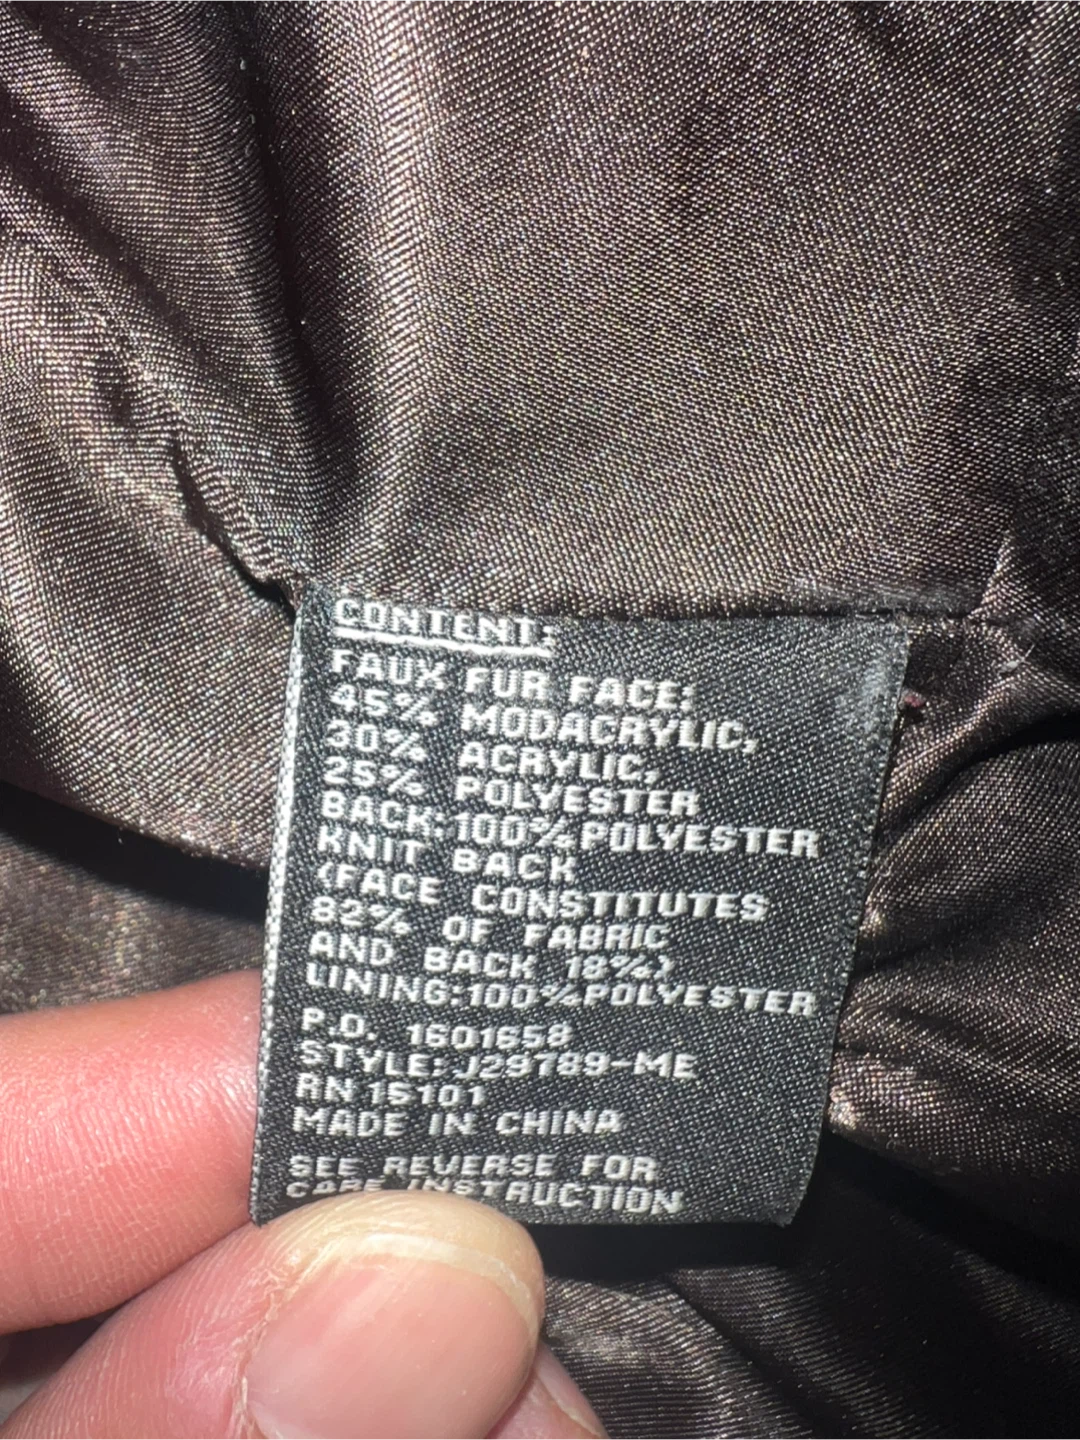 CONTENT:
FAUX FUR FACE:
45% MODACRYLIC,
30% ACRYLIC,
25% POLYESTER
BACK:100%POLYESTER
KNIT BACK
(FACE CONSTITUTES
82% OF FABRIC
AND BACK 18%)
LINING:100%POLYESTER
P.O. 1601658
STYLE:J29789-ME
RN 15101
MADE IN CHINA
SEE REVERSE FOR
CARE INSTRUCTION